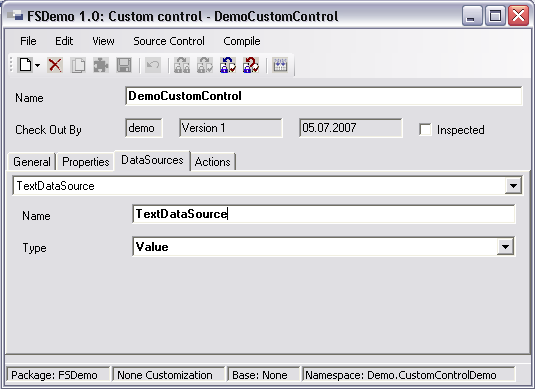 FSDemo 1.0: Custom control - DemoCustomControl
File Edit View Source Control Compile
Name DemoCustomControl
Check Out By demo Version 1 05.07.2007 Inspected
General Properties DataSources Actions
TextDataSource
Name TextDataSource
Type Value
Package: FSDemo None Customization Base: None Namespace: Demo.CustomControlDemo